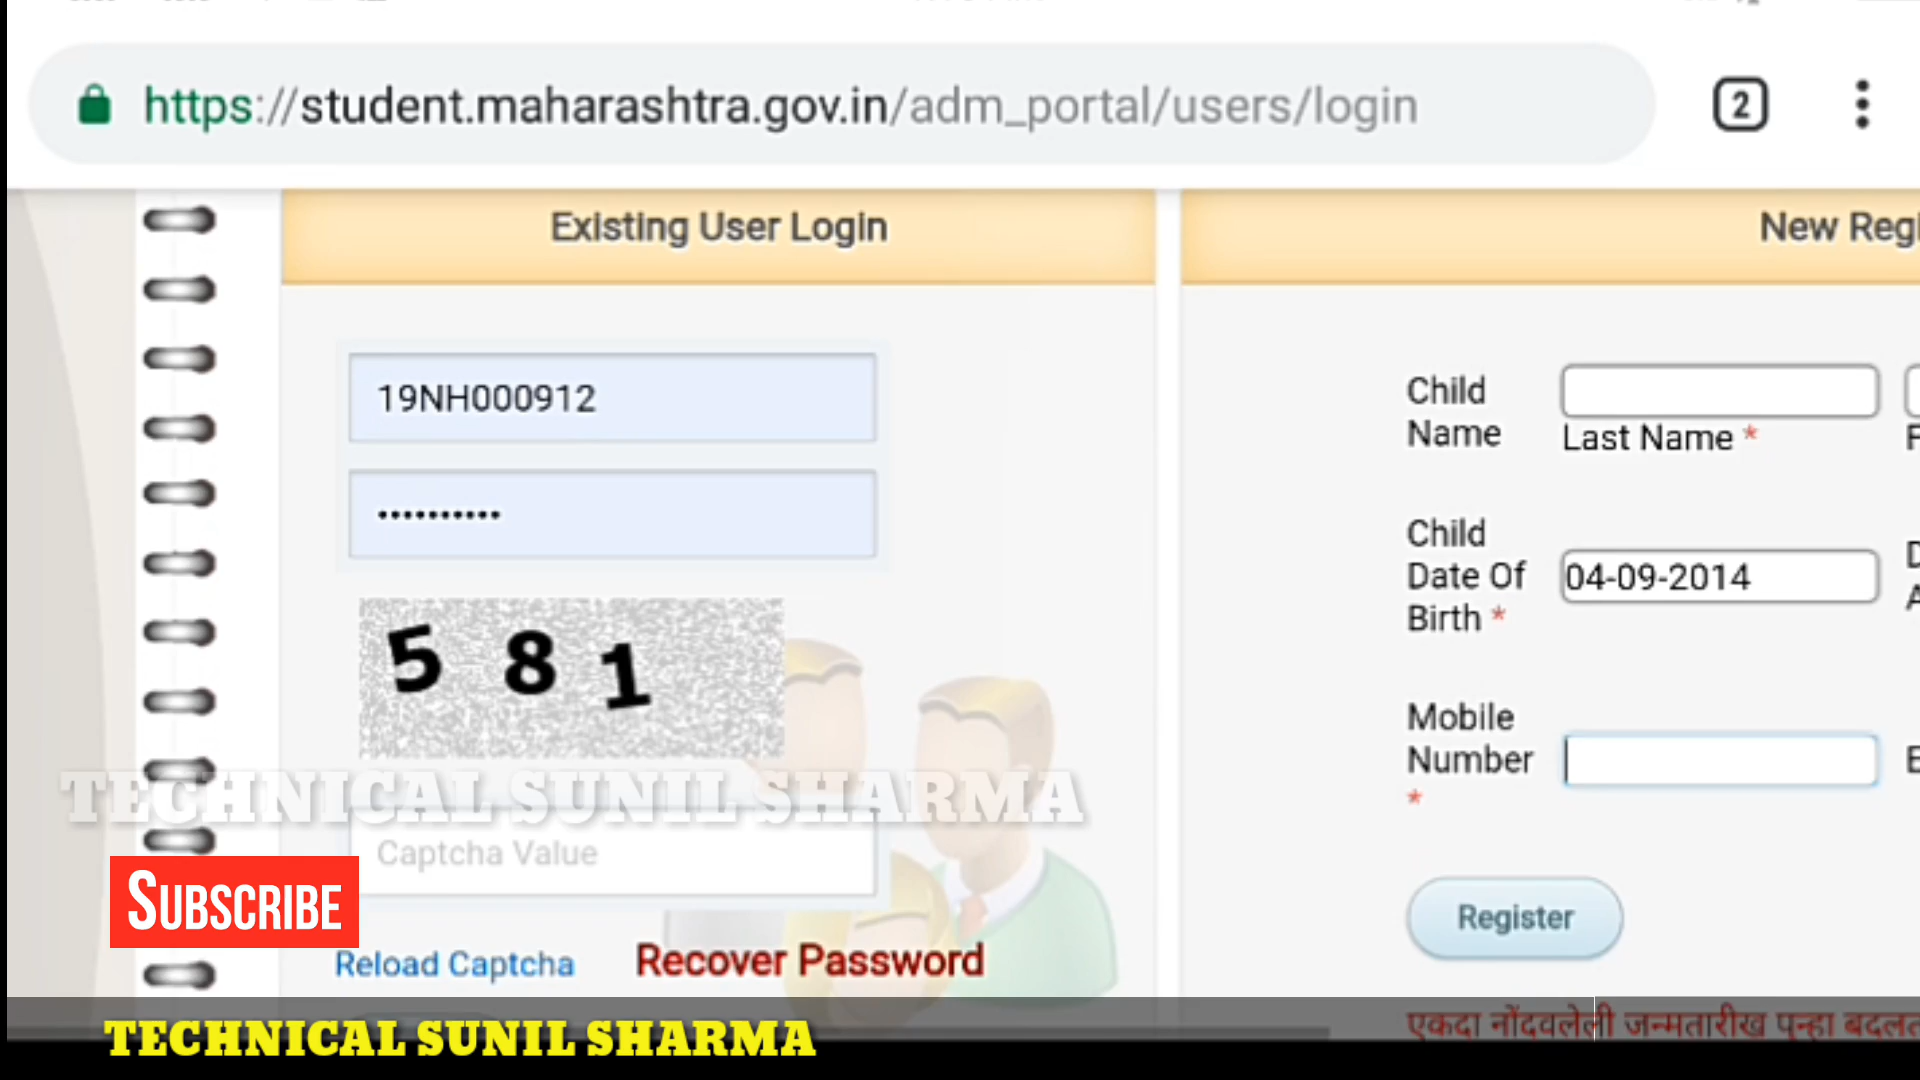 https://student.maharashtra.gov.in/adm_portal/users/login
2
Existing User Login
New
19NH000912
••••••••••
5 8 1
Captcha Value
Reload Captcha
Recover Password
Child
Name
Last Name *
Child
Date Of
Birth *
04-09-2014
Mobile
Number
*
Register
एकदा नोंदवलेली जन्मतारीख पुन्हा
TECHNICAL SUNIL SHARMA
SUBSCRIBE
TECHNICAL SUNIL SHARMA